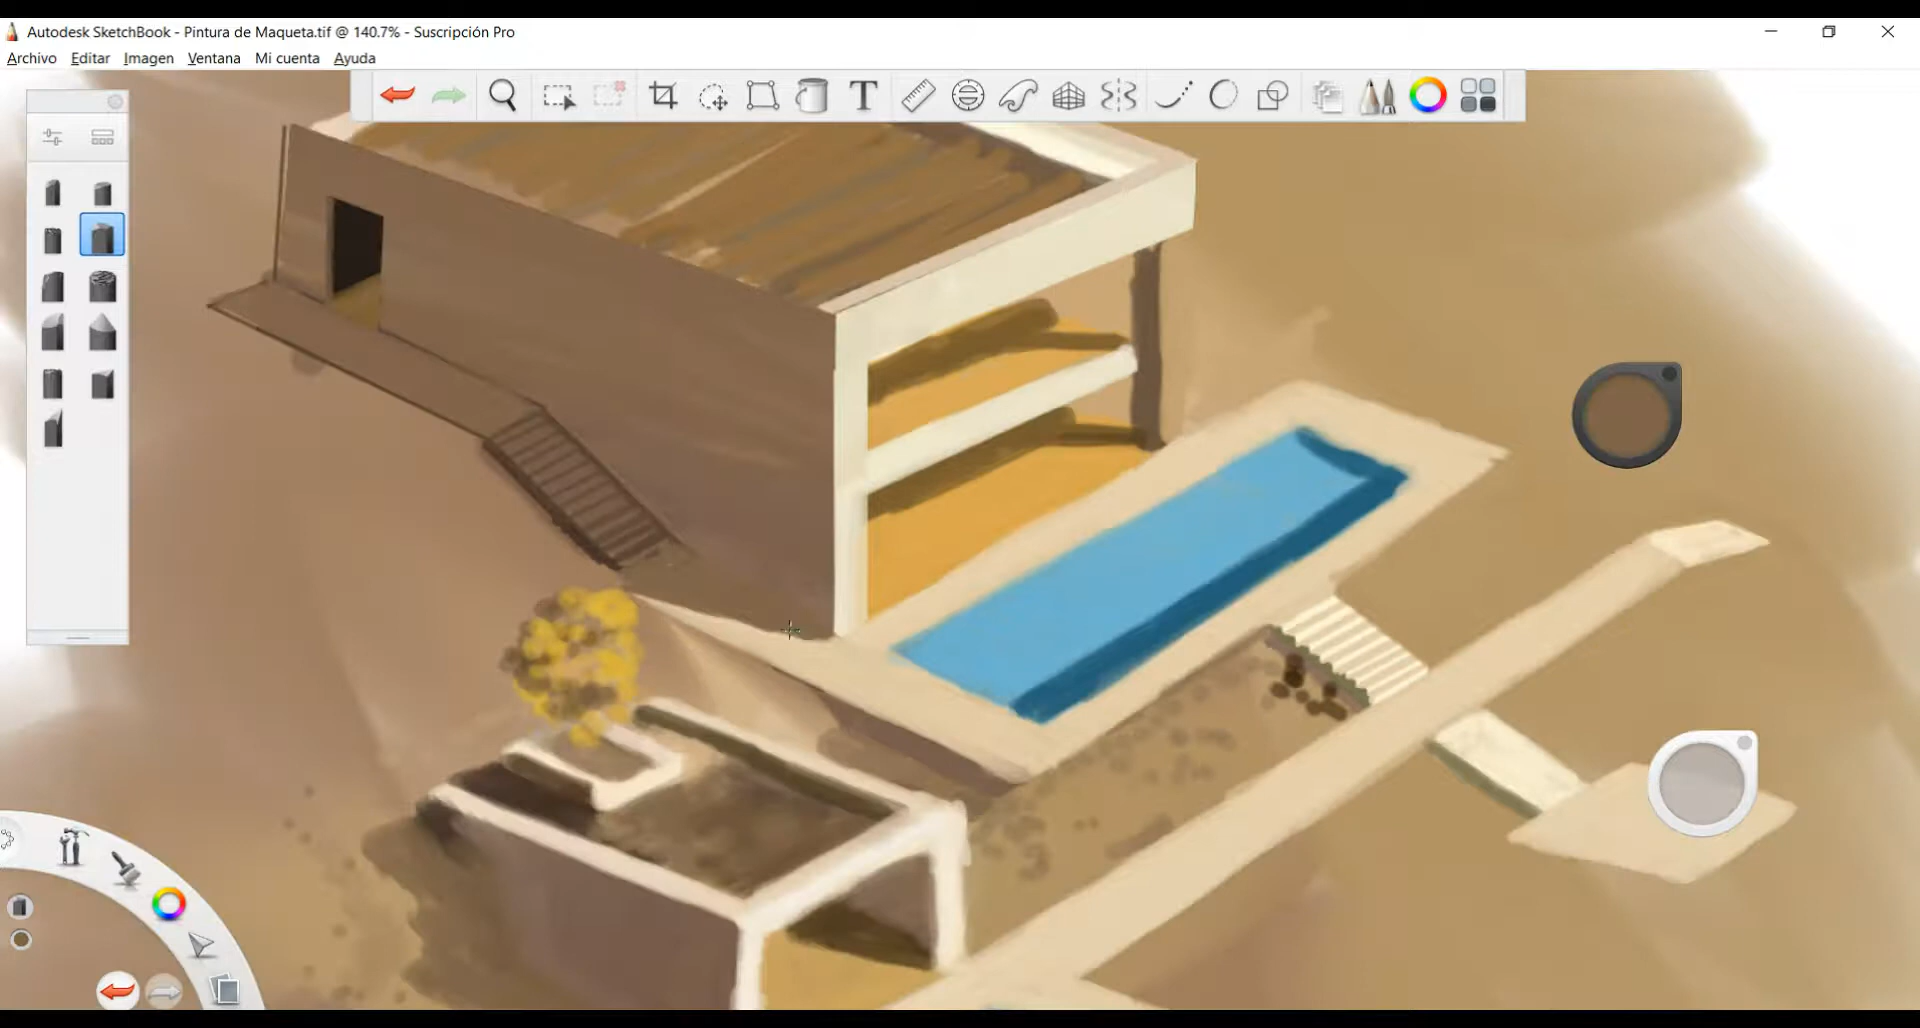 Autodesk SketchBook - Pintura de Maqueta.tif @ 140.7% - Suscripción Pro
Archivo Editar Imagen Ventana Mi cuenta Ayuda
T